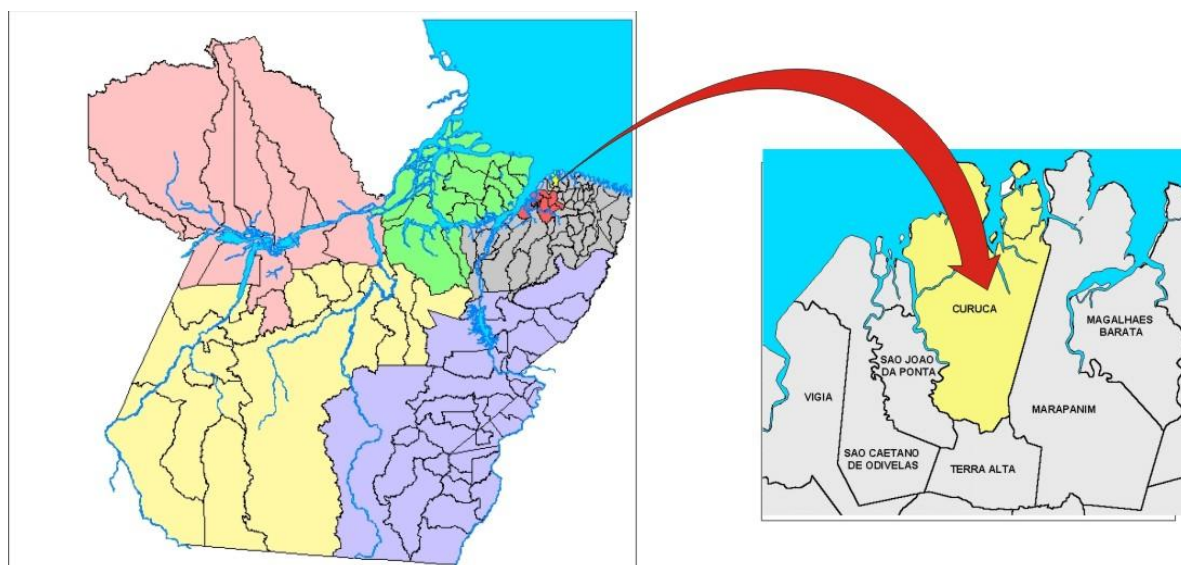 CURUCA
MAGALHAES
BARATA
SAO JOAO
DA PONTA
VIGIA
MARAPANIM
SAO CAETANO
DE ODIVELAS
TERRA ALTA